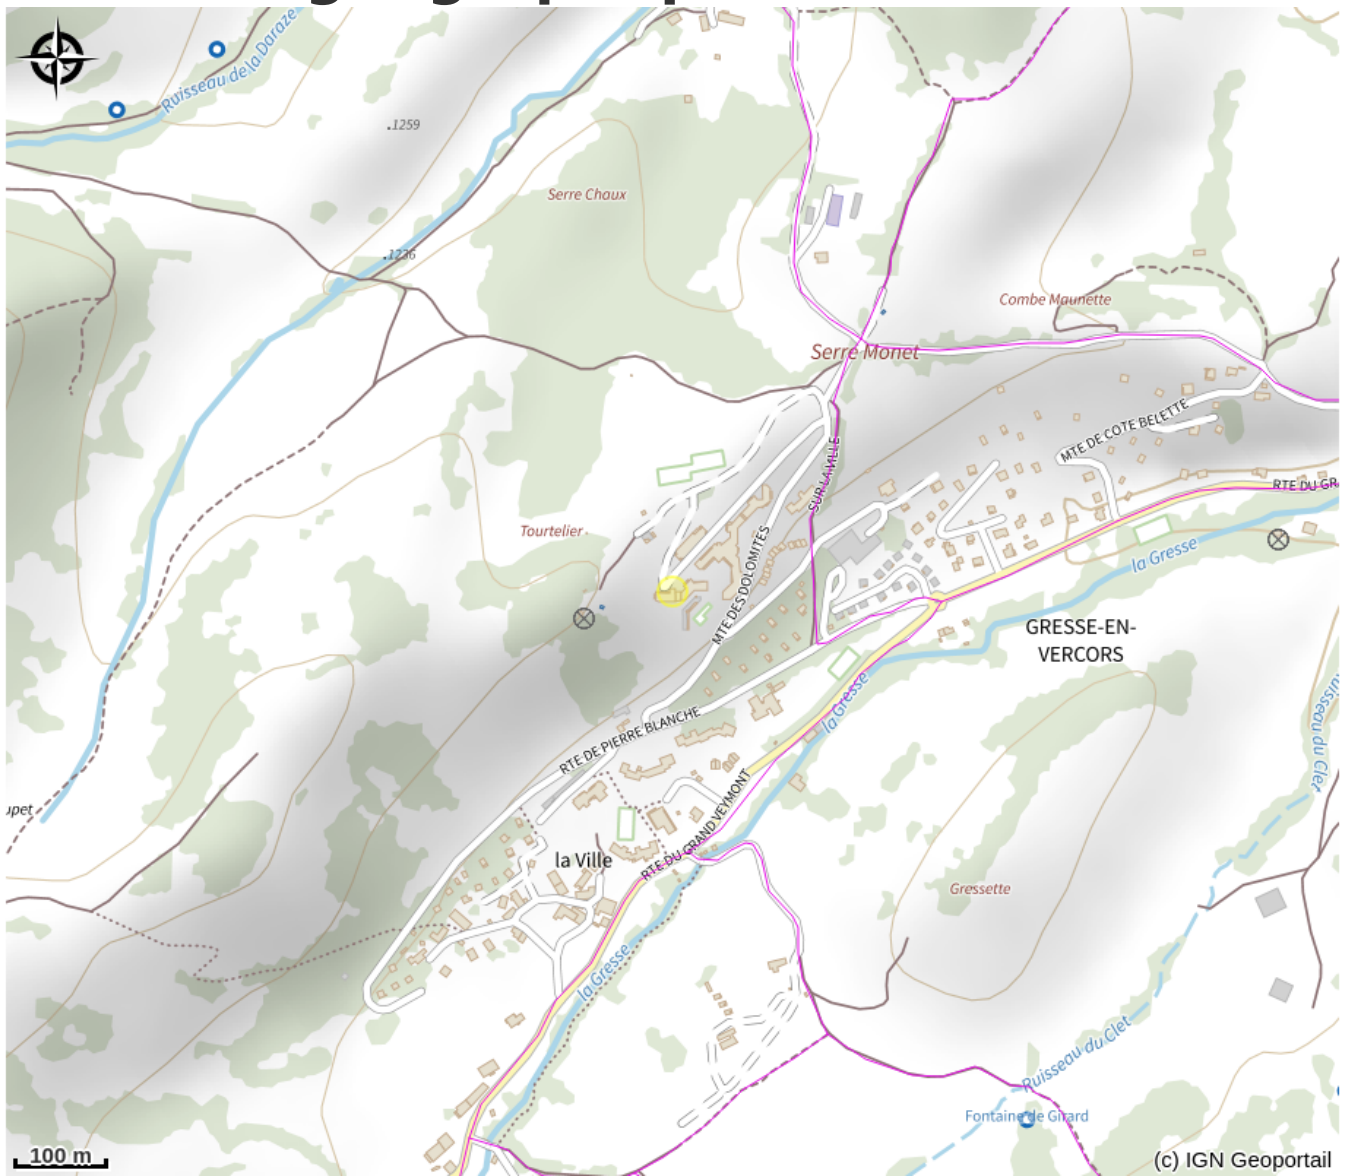 Ruisseau de la Daraze
.1259
Serre Chaux
.1236
Combe Maunette
Serre Monet
MTE DE COTE BELETTE
SUR LA VILLE
RTE DU GR
Tourtelier
MTE DES DOLOMITES
la Gresse
GRESSE-EN-
VERCORS
Ruisseau du Clet
la Gresse
RTE DE PIERRE BLANCHE
RTE DU GRAND VEYMONT
upet
la Ville
Gressette
la Gresse
Ruisseau du Clet
Fontaine de Girard
100 m
(c) IGN Geoportail